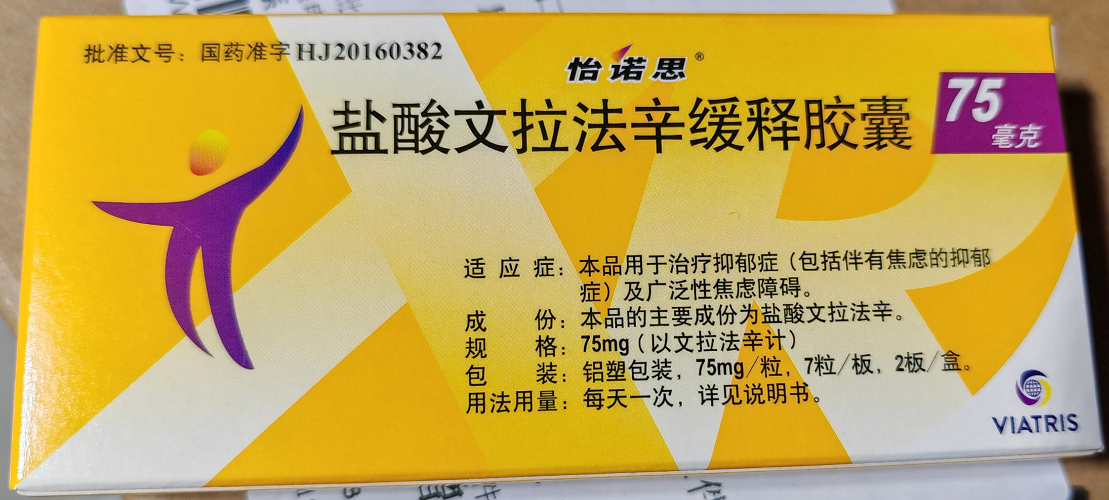 批准文号：国药准字HJ20160382
怡诺思®
盐酸文拉法辛缓释胶囊
75
毫克
适应症：本品用于治疗抑郁症（包括伴有焦虑的抑郁
症）及广泛性焦虑障碍。
成份：本品的主要成份为盐酸文拉法辛。
规格：75mg（以文拉法辛计）
包装：铝塑包装，75mg/粒，7粒/板，2板/盒。
用法用量：每天一次，详见说明书。
VIATRIS